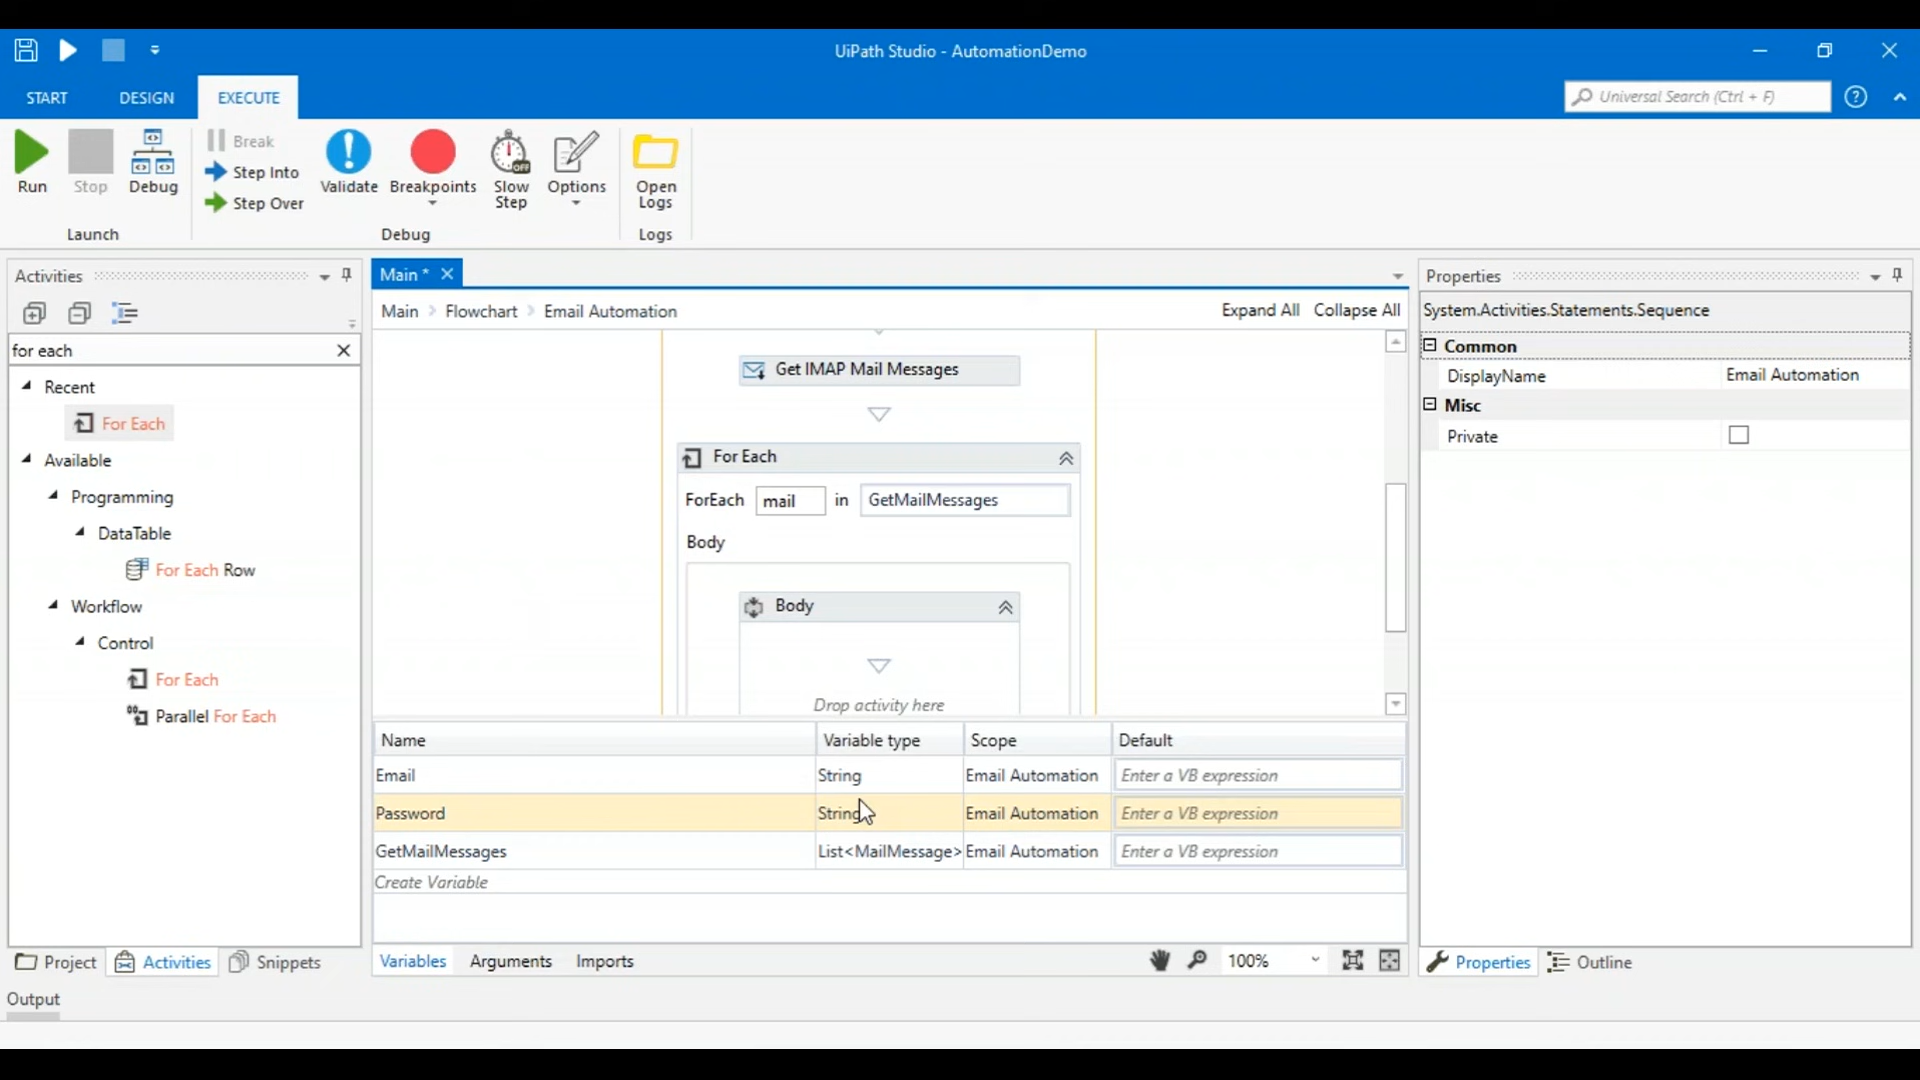 UiPath Studio - AutomationDemo
START
DESIGN
EXECUTE
Universal Search (Ctrl + F)
Run
Stop
Debug
Break
Step Into
Step Over
Validate
Breakpoints
Slow
Step
OFF
Options
Open
Logs
Launch
Debug
Logs
Activities
for each
Recent
For Each
Available
Programming
DataTable
For Each Row
Workflow
Control
For Each
Parallel For Each
Project
Activities
Snippets
Output
Main *
Main
Flowchart
Email Automation
Expand All
Collapse All
Get IMAP Mail Messages
For Each
ForEach
mail
in
GetMailMessages
Body
Body
Drop activity here
Name
Variable type
Scope
Default
Email
String
Email Automation
Enter a VB expression
Password
String
Email Automation
Enter a VB expression
GetMailMessages
List<MailMessage>
Email Automation
Enter a VB expression
Create Variable
Variables
Arguments
Imports
100%
Properties
System.Activities.Statements.Sequence
Common
DisplayName
Email Automation
Misc
Private
Properties
Outline